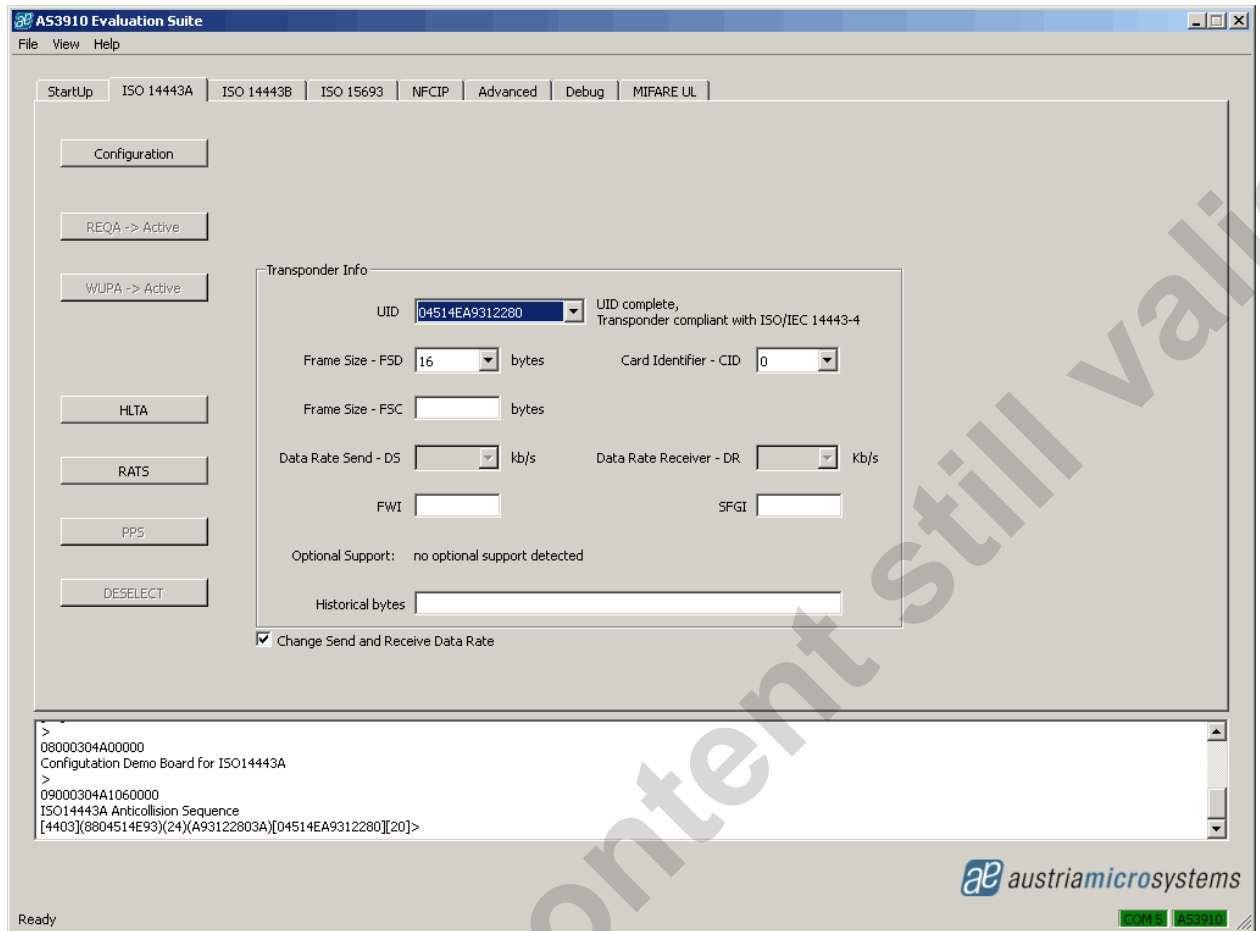 AS3910 Evaluation Suite
File View Help
StartUp ISO 14443A ISO 14443B ISO 15693 NFCIP Advanced Debug MIFARE UL
Configuration
REQA -> Active
WUPA -> Active
Transponder Info
UID 04514EA9312280 UID complete,
Transponder compliant with ISO/IEC 14443-4
Frame Size - FSD 16 bytes Card Identifier - CID 0
Frame Size - FSC bytes
HLTA
Data Rate Send - DS kb/s Data Rate Receiver - DR Kb/s
RATS
FWI SFGI
PPS
Optional Support: no optional support detected
DESELECT
Historical bytes
Change Send and Receive Data Rate
>
08000304A00000
Configutation Demo Board for ISO14443A
>
09000304A1060000
ISO14443A Anticollision Sequence
[4403](8804514E93)(24)(A93122803A)[04514EA9312280][20]>
ae austriamicrosystems
Ready COM 5 AS3910
ontent still vali